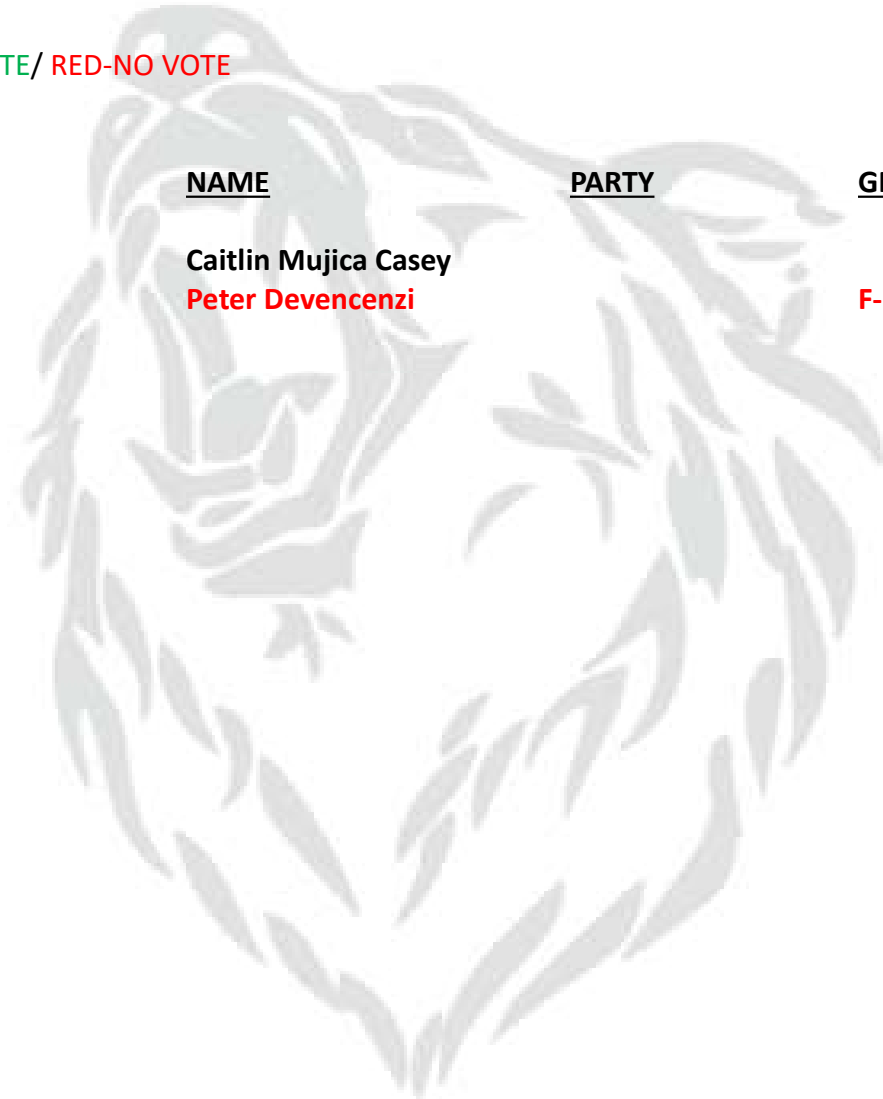 TE/ RED-NO VOTE
NAME PARTY G
Caitlin Mujica Casey
Peter Devencenzi F-